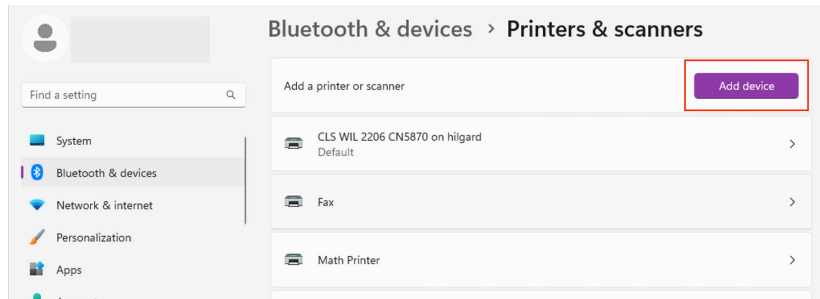 Bluetooth & devices > Printers & scanners
Find a setting
System
Bluetooth & devices
Network & internet
Personalization
Apps
Add a printer or scanner
Add device
CLS WIL 2206 CN5870 on hilgard
Default
Fax
Math Printer